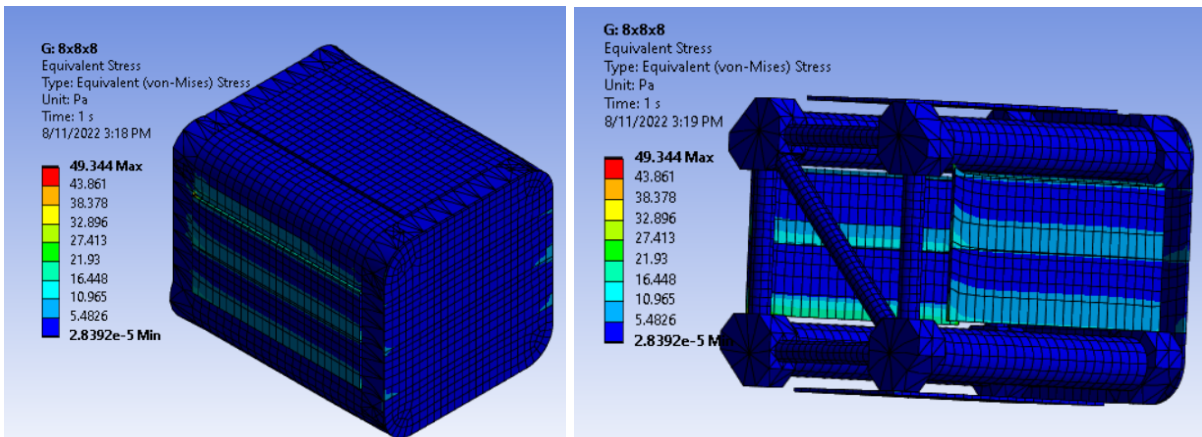 G: 8x8x8
Equivalent Stress
Type: Equivalent (von-Mises) Stress
Unit: Pa
Time: 1 s
8/11/2022 3:18 PM
49.344 Max
43.861
38.378
32.896
27.413
21.93
16.448
10.965
5.4826
2.8392e-5 Min
G: 8x8x8
Equivalent Stress
Type: Equivalent (von-Mises) Stress
Unit: Pa
Time: 1 s
8/11/2022 3:19 PM
49.344 Max
43.861
38.378
32.896
27.413
21.93
16.448
10.965
5.4826
2.8392e-5 M